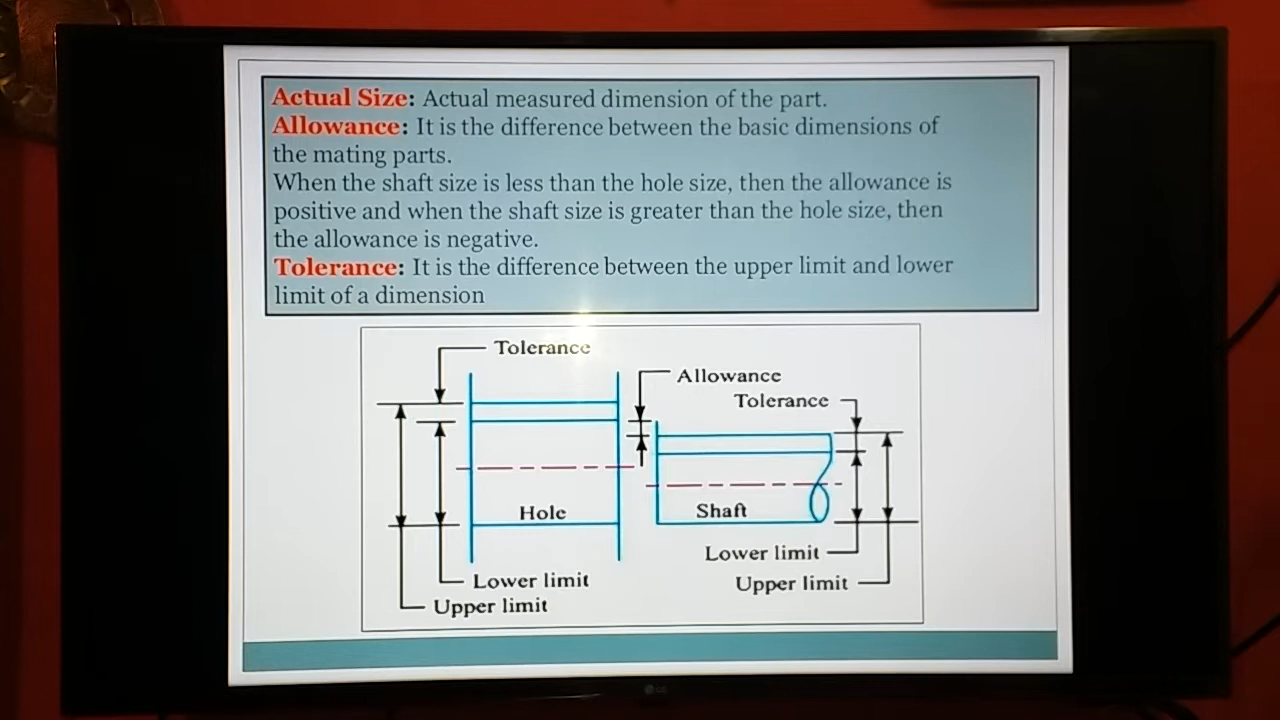 Actual Size: Actual measured dimension of the part.
Allowance: It is the difference between the basic dimensions of
the mating parts.
When the shaft size is less than the hole size, then the allowance is
positive and when the shaft size is greater than the hole size, then
the allowance is negative.
Tolerance: It is the difference between the upper limit and lower
limit of a dimension
Tolerance
Allowance
Tolerance
Hole
Shaft
Lower limit
Upper limit
Lower limit
Upper limit
LG